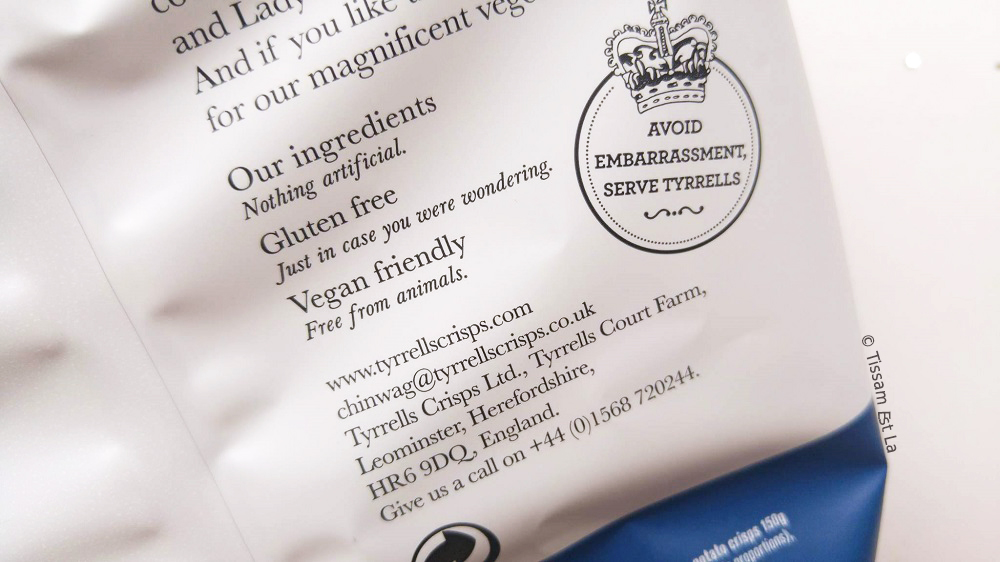 and Lady
And if you like
for our magnificent
Our ingredients
Nothing artificial.
Gluten free
Just in case you were wondering.
Vegan friendly
Free from animals.
www.tyrrellscrisps.com
chinwag@tyrrellscrisps.co.uk
Tyrrells Crisps Ltd., Tyrrells Court Farm,
Leominster, Herefordshire,
HR6 9DQ, England.
Give us a call on +44 (0)1568 720244.
AVOID
EMBARRASSMENT,
SERVE TYRRELLS
crisps 150g
proportions),
© Tissam Est La